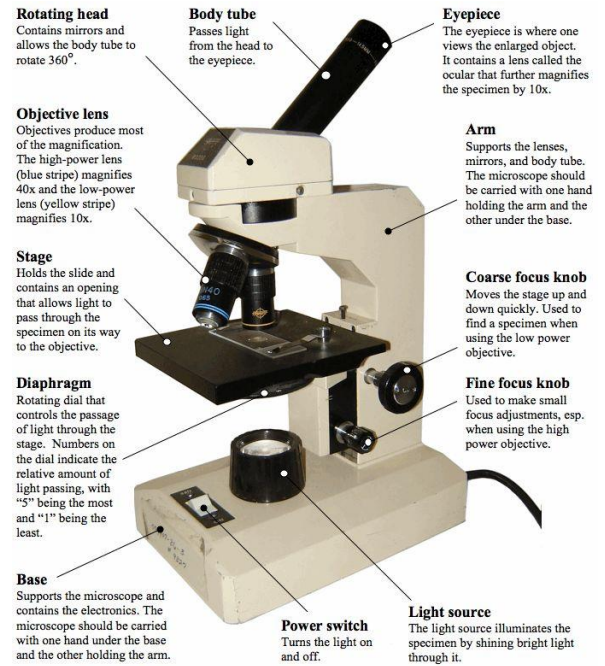 Rotating head
Contains mirrors and
allows the body tube to
rotate 360°.
Body tube
Passes light
from the head to
the eyepiece.
Eyepiece
The eyepiece is where one
views the enlarged object.
It contains a lens called the
ocular that further magnifies
the specimen by 10x.
Objective lens
Objectives produce most
of the magnification.
The high-power lens
(blue stripe) magnifies
40x and the low-power
lens (yellow stripe)
magnifies 10x.
Arm
Supports the lenses,
mirrors, and body tube.
The microscope should
be carried with one hand
holding the arm and the
other under the base.
Stage
Holds the slide and
contains an opening
that allows light to
pass through the
specimen on its way
to the objective.
Coarse focus knob
Moves the stage up and
down quickly. Used to
find a specimen when
using the low power
objective.
Diaphragm
Rotating dial that
controls the passage
of light through the
stage. Numbers on
the dial indicate the
relative amount of
light passing, with
“5” being the most
and “1” being the
least.
Fine focus knob
Used to make small
focus adjustments, esp.
when using the high
power objective.
Base
Supports the microscope and
contains the electronics. The
microscope should be carried
with one hand under the base
and the other holding the arm.
Power switch
Turns the light on
and off.
Light source
The light source illuminates the
specimen by shining bright light
through it.